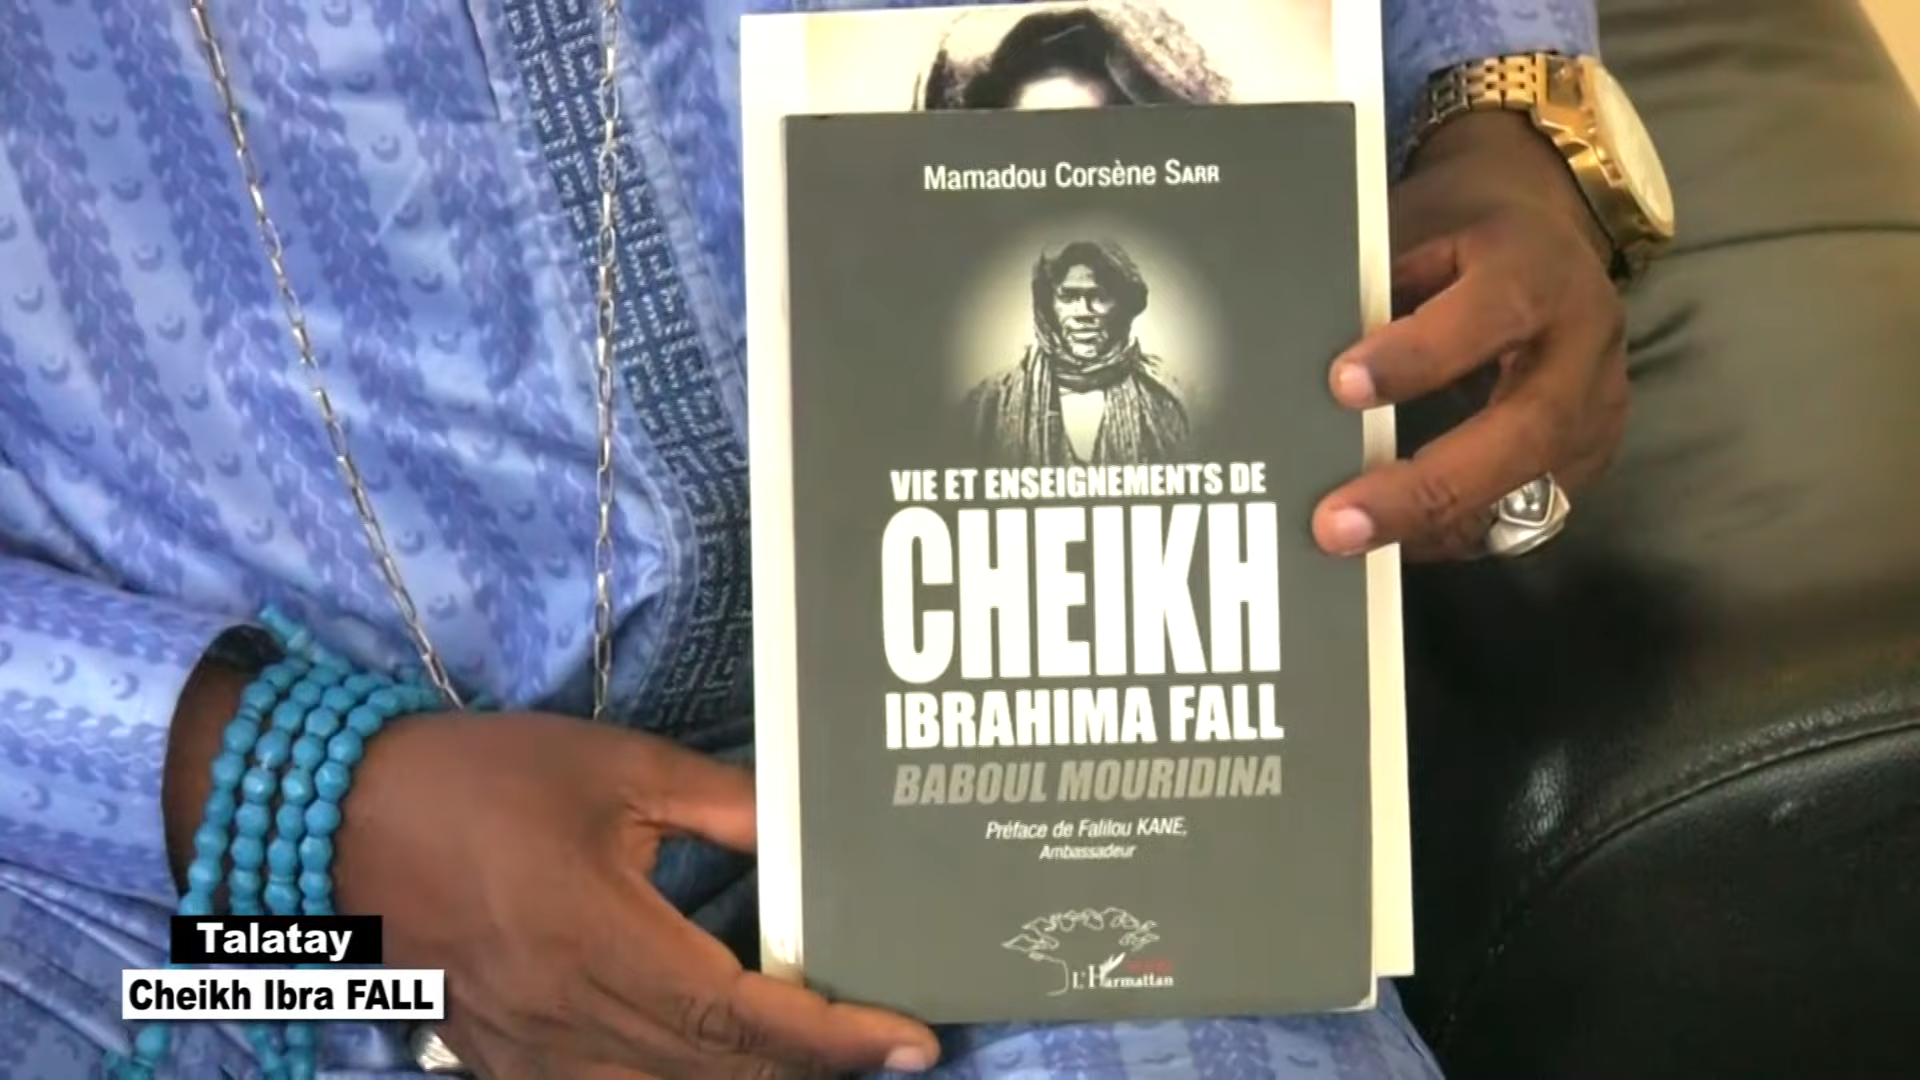 Mamadou Corsène SARR
VIE ET ENSEIGNEMENTS DE
CHEIKH
IBRAHIMA FALL
BABOUL MOURIDINA
Préface de Falilou KANE,
Ambassadeur
L'Harmattan
Talatay
Cheikh Ibra FALL